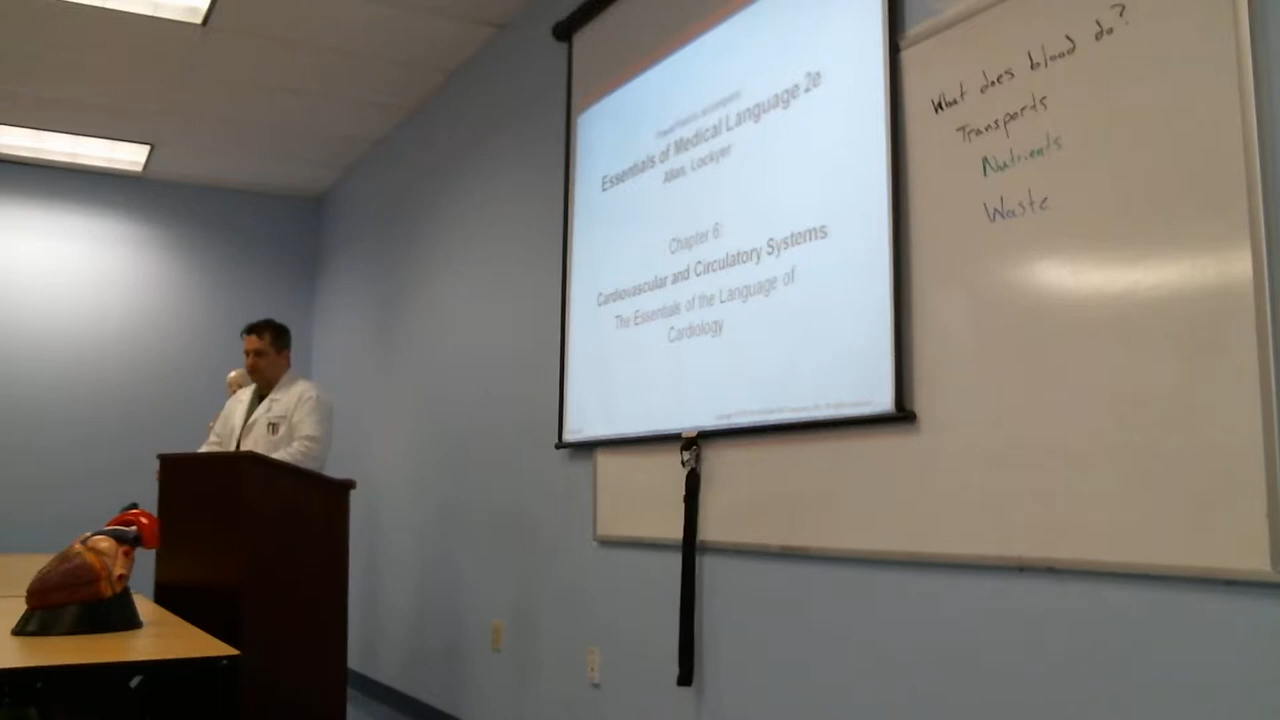 Essentials of Medical Language 2e
Allan, Lockyer
Chapter 6:
Cardiovascular and Circulatory Systems
The Essentials of the Language of
Cardiology
What does blood do?
Transports
Nutrients
Waste